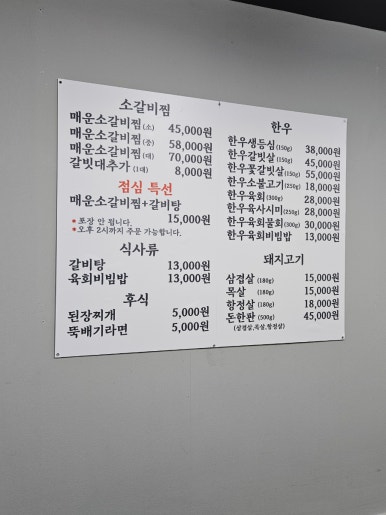 소갈비찜
매운소갈비찜(소) 45,000원
매운소갈비찜(중) 58,000원
매운소갈비찜(대) 70,000원
갈빗대추가 (1대) 8,000원
점심 특선
매운소갈비찜+갈비탕
15,000원
*포장 안 됩니다.
*오후 2시까지 주문 가능합니다.
식사류
갈비탕 13,000원
육회비빔밥 13,000원
후식
된장찌개 5,000원
뚝배기라면 5,000원
한우
한우생등심(150g) 38,000원
한우갈빗살(150g) 45,000원
한우꽃갈빗살(150g) 55,000원
한우소불고기(250g) 18,000원
한우육회(300g) 28,000원
한우육사시미(250g) 28,000원
한우육회물회(300g) 30,000원
한우육회비빔밥 13,000원
돼지고기
삼겹살 (180g) 15,000원
목살 (180g) 15,000원
항정살 (180g) 18,000원
돈한판 (500g) 45,000원
(삼겹살,목살,항정살)